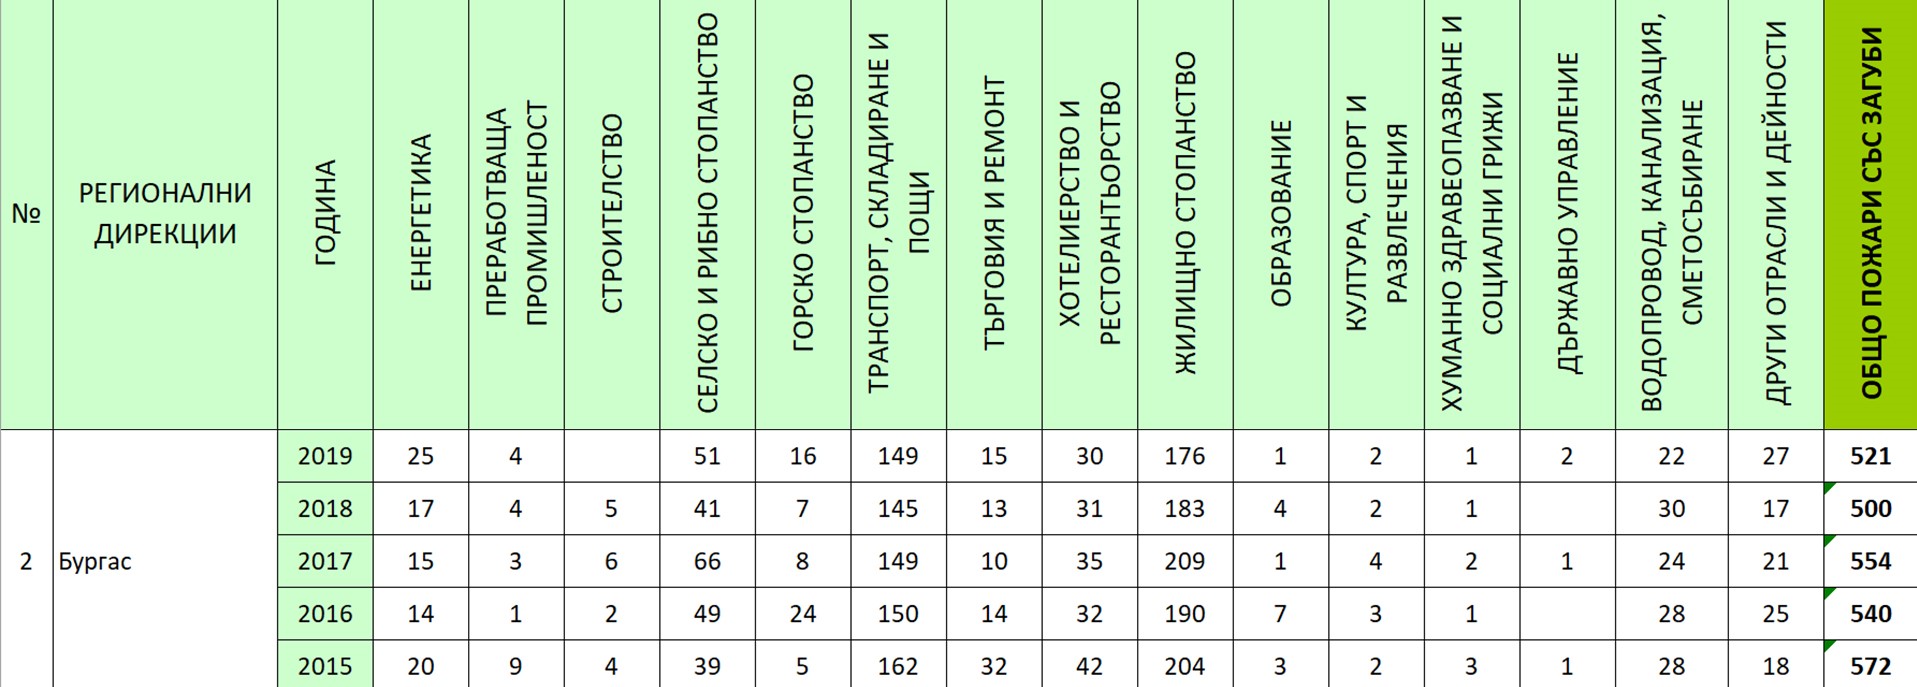 №
РЕГИОНАЛНИ
ДИРЕКЦИИ
ГОДИНА
ЕНЕРГЕТИКА
ПРЕРАБОТВАЩА
ПРОМИШЛЕНОСТ
СТРОИТЕЛСТВО
СЕЛСКО И РИБНО СТОПАНСТВО
ГОРСКО СТОПАНСТВО
ТРАНСПОРТ, СКЛАДИРАНЕ И
ПОЩИ
ТЪРГОВИЯ И РЕМОНТ
ХОТЕЛИЕРСТВО И
РЕСТОРАНТЬОРСТВО
ЖИЛИЩНО СТОПАНСТВО
ОБРАЗОВАНИЕ
КУЛТУРА, СПОРТ И
РАЗВЛЕЧЕНИЯ
ХУМАННО ЗДРАВЕОПАЗВАНЕ И
СОЦИАЛНИ ГРИЖИ
ДЪРЖАВНО УПРАВЛЕНИЕ
ВОДОПРОВОД, КАНАЛИЗАЦИЯ,
СМЕТОСЪБИРАНЕ
ДРУГИ ОТРАСЛИ И ДЕЙНОСТИ
ОБЩО ПОЖАРИ СЪС ЗАГУБИ
2019 25 4 51 16 149 15 30 176 1 2 1 2 22 27 521
2018 17 4 5 41 7 145 13 31 183 4 2 1 30 17 500
2 Бургас 2017 15 3 6 66 8 149 10 35 209 1 4 2 1 24 21 554
2016 14 1 2 49 24 150 14 32 190 7 3 1 28 25 540
2015 20 9 4 39 5 162 32 42 204 3 2 3 1 28 18 572